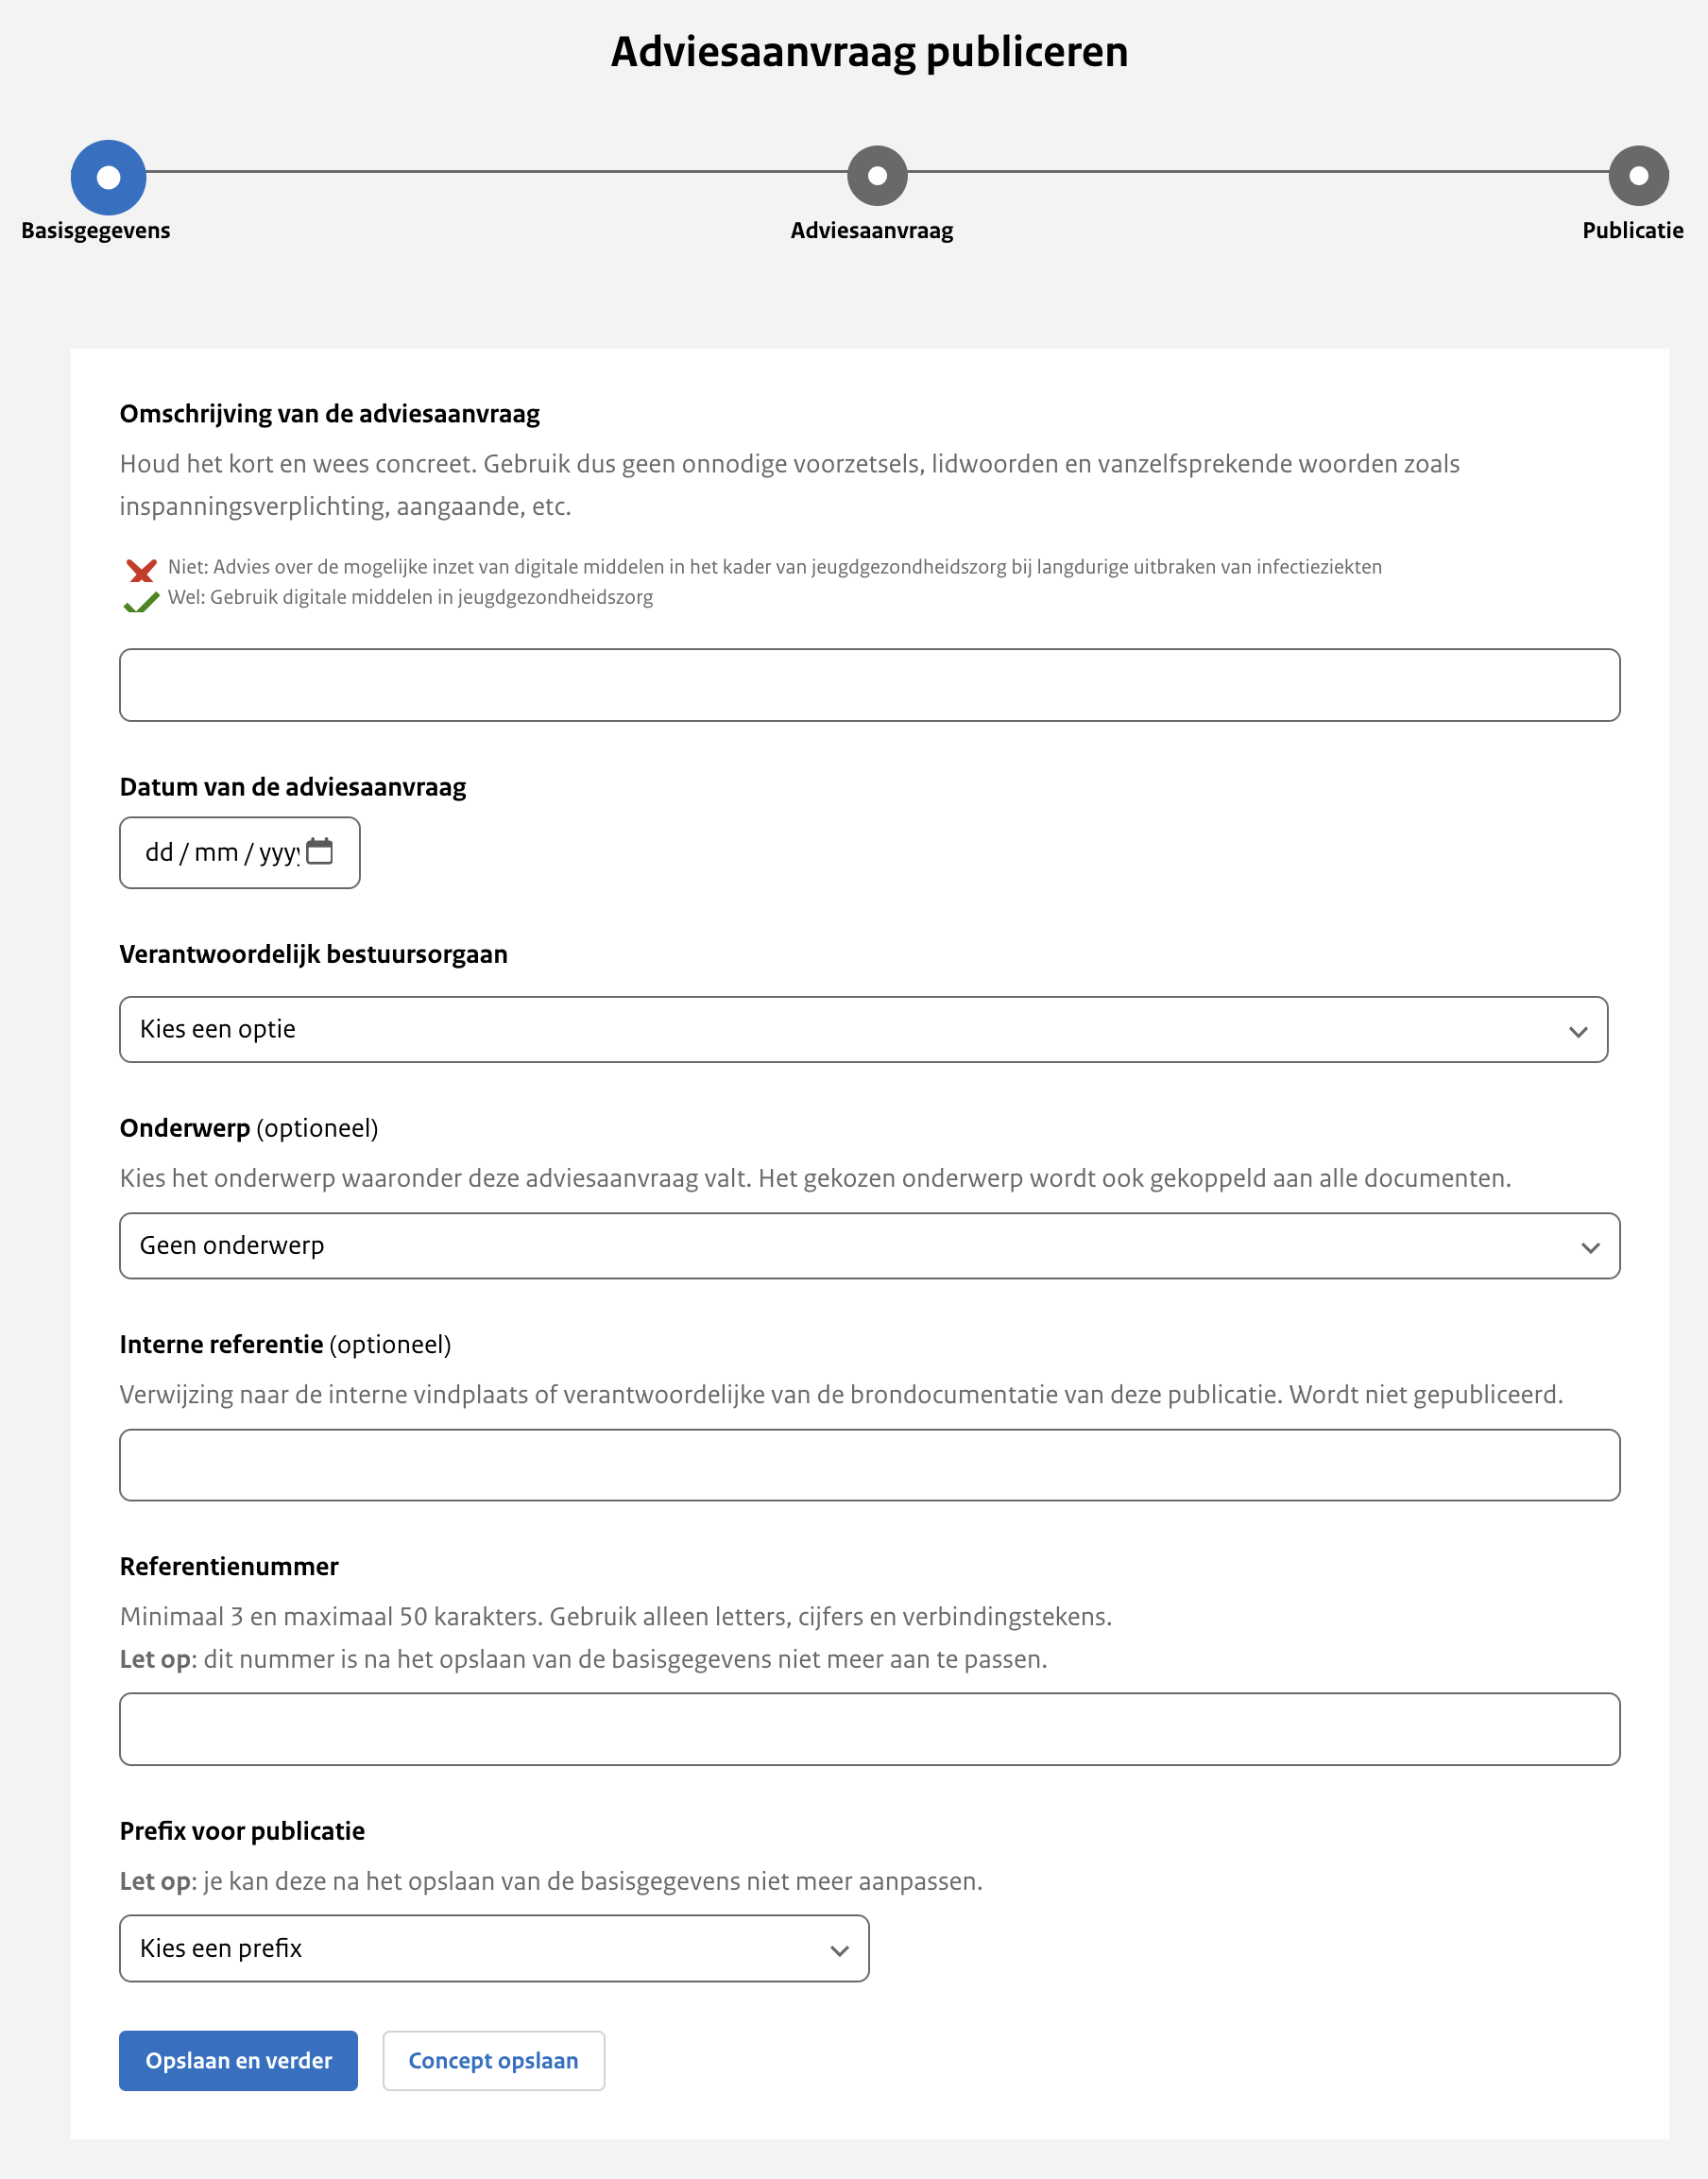 Adviesaanvraag publiceren
Basisgegevens
Adviesaanvraag
Publicatie
Omschrijving van de adviesaanvraag
Houd het kort en wees concreet. Gebruik dus geen onnodige voorzetsels, lidwoorden en vanzelfsprekende woorden zoals
inspanningsverplichting, aangaande, etc.
Niet: Advies over de mogelijke inzet van digitale middelen in het kader van jeugdgezondheidszorg bij langdurige uitbraken van infectieziekten
Wel: Gebruik digitale middelen in jeugdgezondheidszorg
Datum van de adviesaanvraag
dd / mm / yyyy
Verantwoordelijk bestuursorgaan
Kies een optie
Onderwerp (optioneel)
Kies het onderwerp waaronder deze adviesaanvraag valt. Het gekozen onderwerp wordt ook gekoppeld aan alle documenten.
Geen onderwerp
Interne referentie (optioneel)
Verwijzing naar de interne vindplaats of verantwoordelijke van de brondocumentatie van deze publicatie. Wordt niet gepubliceerd.
Referentienummer
Minimaal 3 en maximaal 50 karakters. Gebruik alleen letters, cijfers en verbindingstekens.
Let op: dit nummer is na het opslaan van de basisgegevens niet meer aan te passen.
Prefix voor publicatie
Let op: je kan deze na het opslaan van de basisgegevens niet meer aanpassen.
Kies een prefix
Opslaan en verder
Concept opslaan